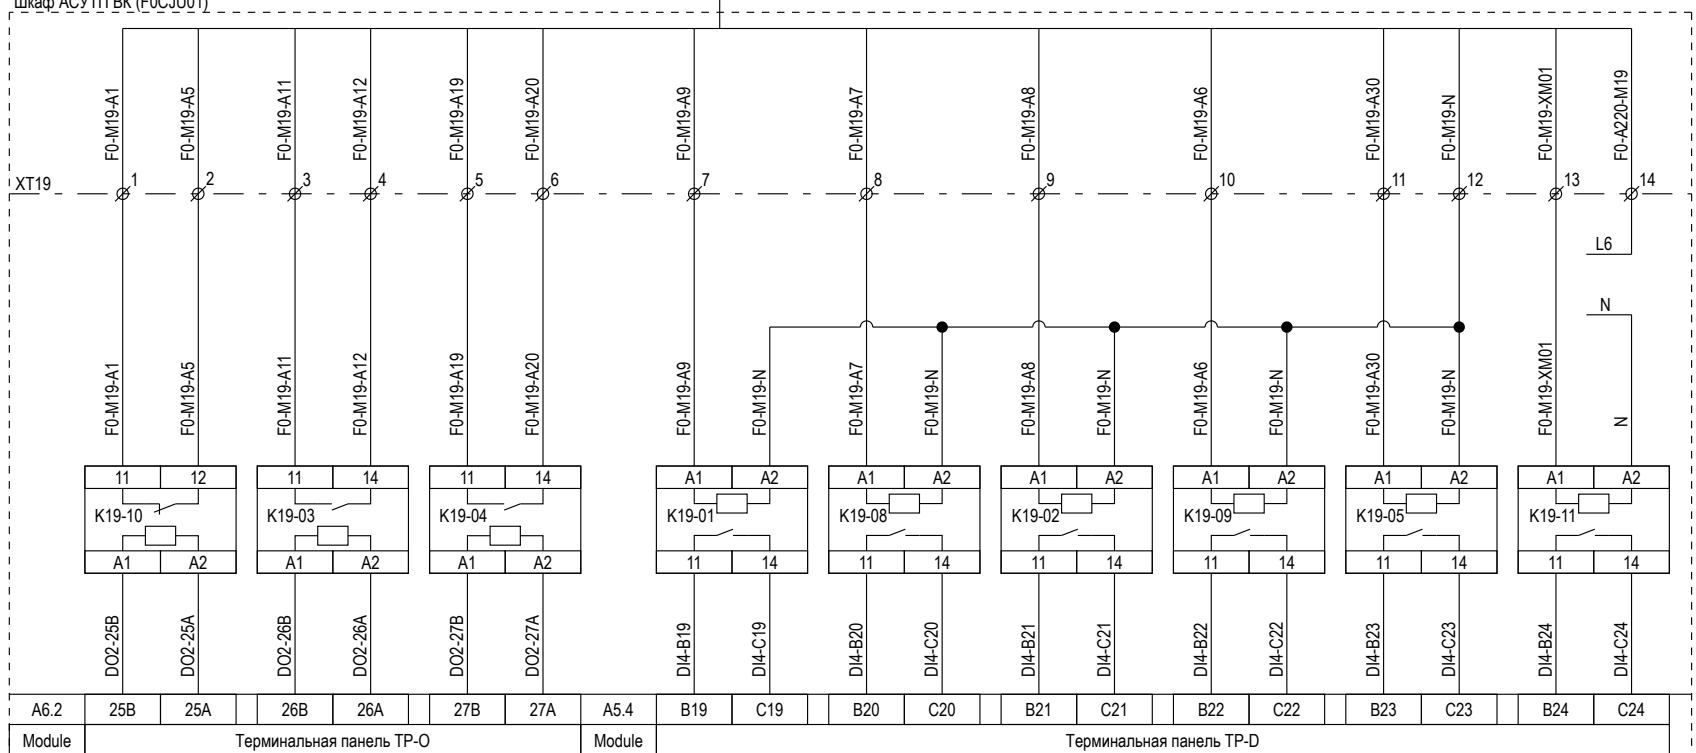 Шкаф АСУТП ВК (F0CJU01)
F0-M19-A1
F0-M19-A5
F0-M19-A11
F0-M19-A12
F0-M19-A19
F0-M19-A20
F0-M19-A9
F0-M19-A7
F0-M19-A8
F0-M19-A6
F0-M19-A30
F0-M19-N
F0-M19-XM01
F0-A220-M19
XT19
1 2 3 4 5 6 7 8 9 10 11 12 13 14
L6
N
F0-M19-A1
F0-M19-A5
F0-M19-A11
F0-M19-A12
F0-M19-A19
F0-M19-A20
F0-M19-A9
F0-M19-N
F0-M19-A7
F0-M19-N
F0-M19-A8
F0-M19-N
F0-M19-A6
F0-M19-N
F0-M19-A30
F0-M19-N
F0-M19-XM01
N
11 12 11 14 11 14 A1 A2 A1 A2 A1 A2 A1 A2 A1 A2 A1 A2
K19-10 K19-03 K19-04 K19-01 K19-08 K19-02 K19-09 K19-05 K19-11
A1 A2 A1 A2 A1 A2 11 14 11 14 11 14 11 14 11 14 11 14
DO2-25B
DO2-25A
DO2-26B
DO2-26A
DO2-27B
DO2-27A
DI4-B19
DI4-C19
DI4-B20
DI4-C20
DI4-B21
DI4-C21
DI4-B22
DI4-C22
DI4-B23
DI4-C23
DI4-B24
DI4-C24
A6.2 25B 25A 26B 26A 27B 27A A5.4 B19 C19 B20 C20 B21 C21 B22 C22 B23 C23 B24 C24
Module Терминальная панель TP-O Module Терминальная панель TP-D